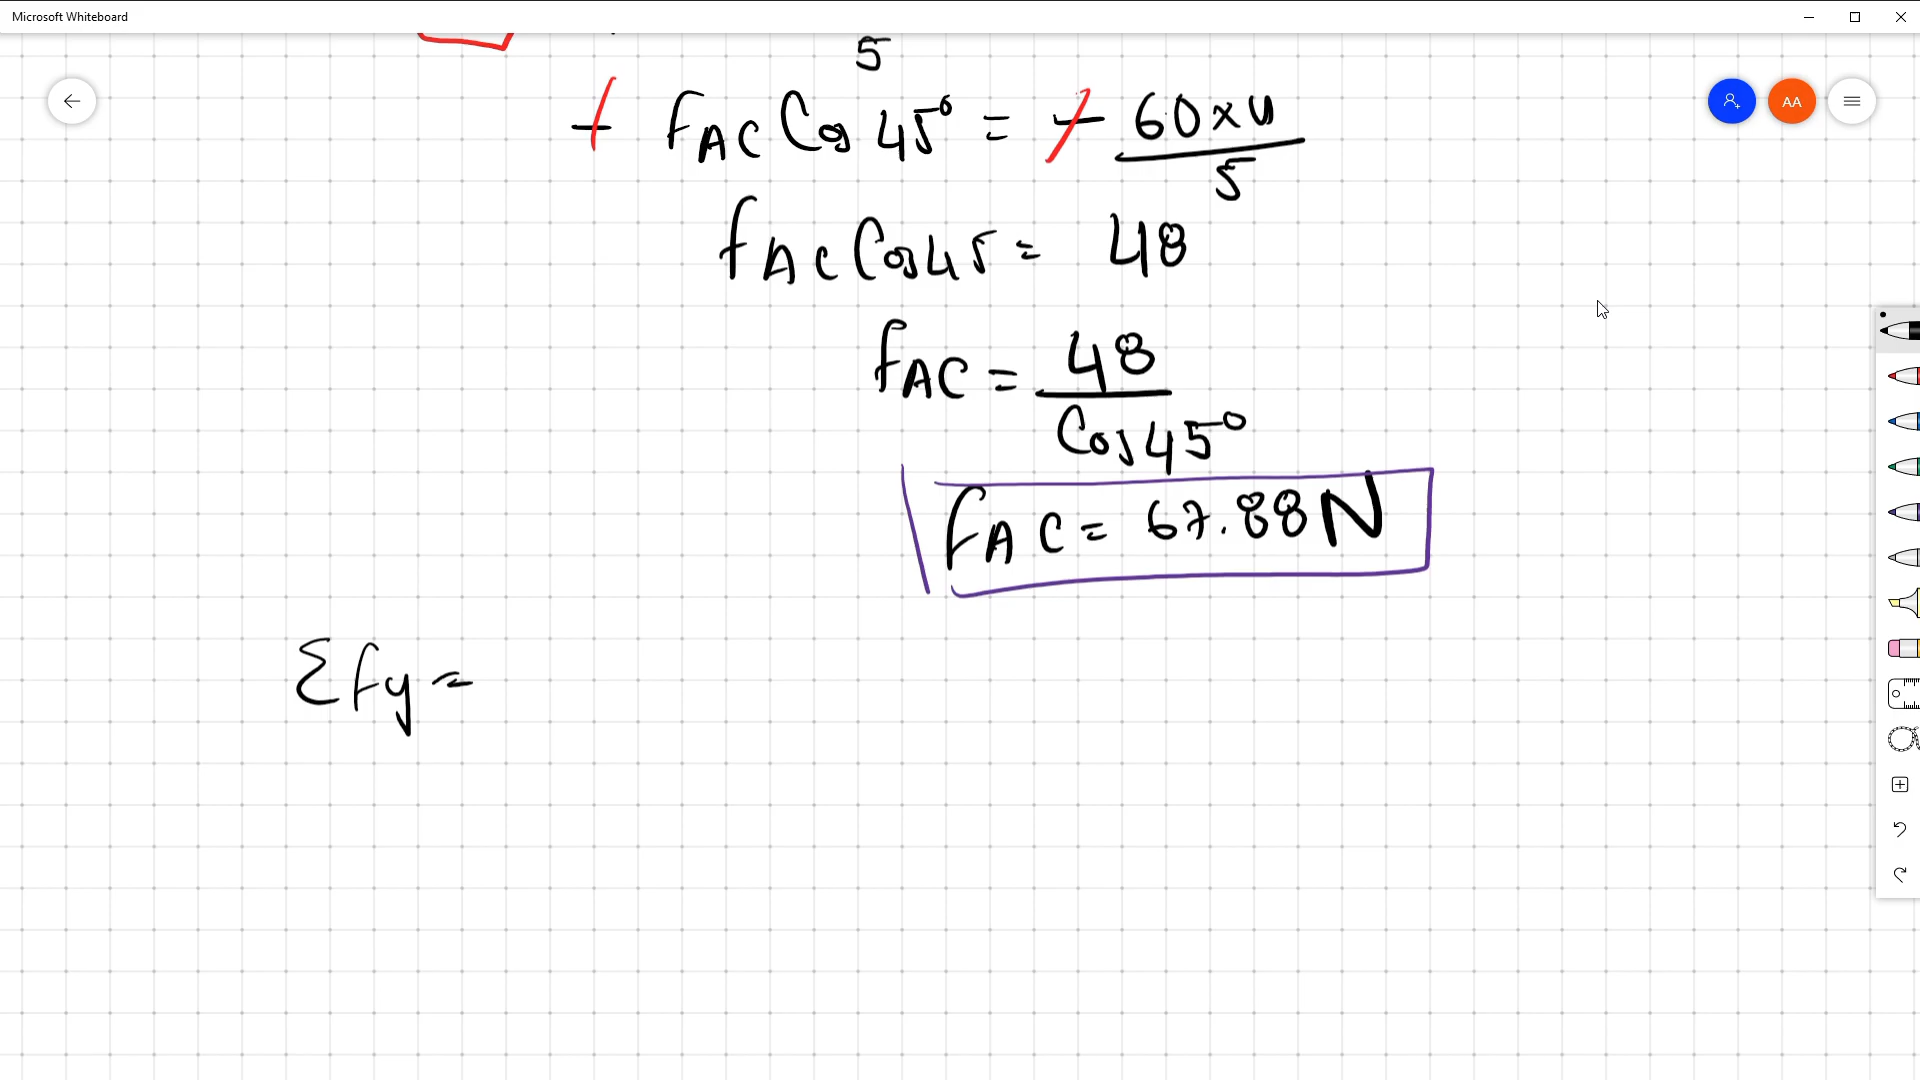 Microsoft Whiteboard
5
- FAC Cos 45° = - 60×4
5
AA
FAC Cos45 = 48
FAC = 48
Cos45°
FAC = 67.88N
Σfy =